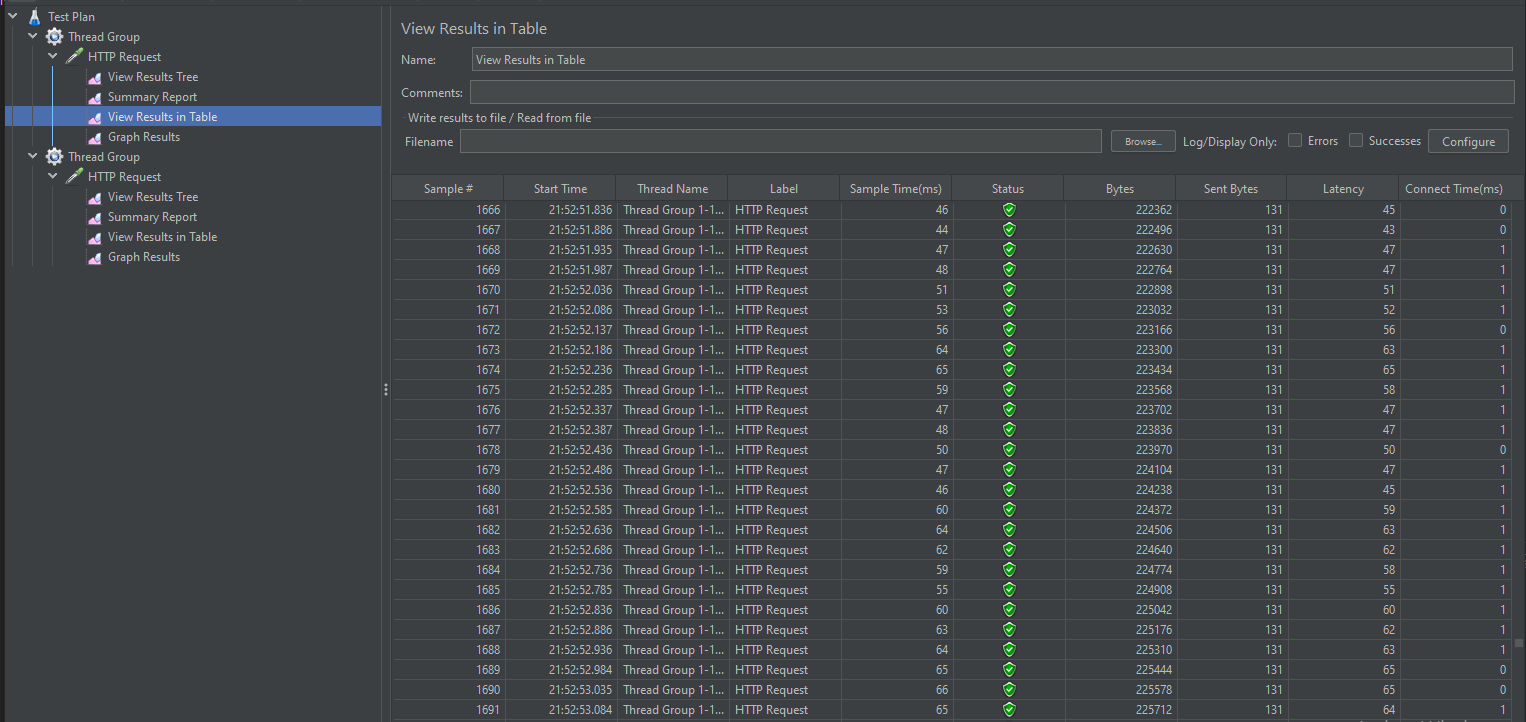 Test Plan
Thread Group
HTTP Request
View Results Tree
Summary Report
View Results in Table
Graph Results
Thread Group
HTTP Request
View Results Tree
Summary Report
View Results in Table
Graph Results
View Results in Table
Name: View Results in Table
Comments:
Write results to file / Read from file
Filename Browse... Log/Display Only: Errors Successes Configure
Sample # Start Time Thread Name Label Sample Time(ms) Status Bytes Sent Bytes Latency Connect Time(ms)
1666 21:52:51.836 Thread Group 1-1... HTTP Request 46 222362 131 45 0
1667 21:52:51.886 Thread Group 1-1... HTTP Request 44 222496 131 43 0
1668 21:52:51.935 Thread Group 1-1... HTTP Request 47 222630 131 47 1
1669 21:52:51.987 Thread Group 1-1... HTTP Request 48 222764 131 47 1
1670 21:52:52.036 Thread Group 1-1... HTTP Request 51 222898 131 51 1
1671 21:52:52.086 Thread Group 1-1... HTTP Request 53 223032 131 52 1
1672 21:52:52.137 Thread Group 1-1... HTTP Request 56 223166 131 56 0
1673 21:52:52.186 Thread Group 1-1... HTTP Request 64 223300 131 63 1
1674 21:52:52.236 Thread Group 1-1... HTTP Request 65 223434 131 65 1
1675 21:52:52.285 Thread Group 1-1... HTTP Request 59 223568 131 58 1
1676 21:52:52.337 Thread Group 1-1... HTTP Request 47 223702 131 47 1
1677 21:52:52.387 Thread Group 1-1... HTTP Request 48 223836 131 47 1
1678 21:52:52.436 Thread Group 1-1... HTTP Request 50 223970 131 50 0
1679 21:52:52.486 Thread Group 1-1... HTTP Request 47 224104 131 47 1
1680 21:52:52.536 Thread Group 1-1... HTTP Request 46 224238 131 45 1
1681 21:52:52.585 Thread Group 1-1... HTTP Request 60 224372 131 59 1
1682 21:52:52.636 Thread Group 1-1... HTTP Request 64 224506 131 63 1
1683 21:52:52.686 Thread Group 1-1... HTTP Request 62 224640 131 62 1
1684 21:52:52.736 Thread Group 1-1... HTTP Request 59 224774 131 58 1
1685 21:52:52.785 Thread Group 1-1... HTTP Request 55 224908 131 55 1
1686 21:52:52.836 Thread Group 1-1... HTTP Request 60 225042 131 60 1
1687 21:52:52.886 Thread Group 1-1... HTTP Request 63 225176 131 62 1
1688 21:52:52.936 Thread Group 1-1... HTTP Request 64 225310 131 63 1
1689 21:52:52.984 Thread Group 1-1... HTTP Request 65 225444 131 65 0
1690 21:52:53.035 Thread Group 1-1... HTTP Request 66 225578 131 65 0
1691 21:52:53.084 Thread Group 1-1... HTTP Request 65 225712 131 64 1